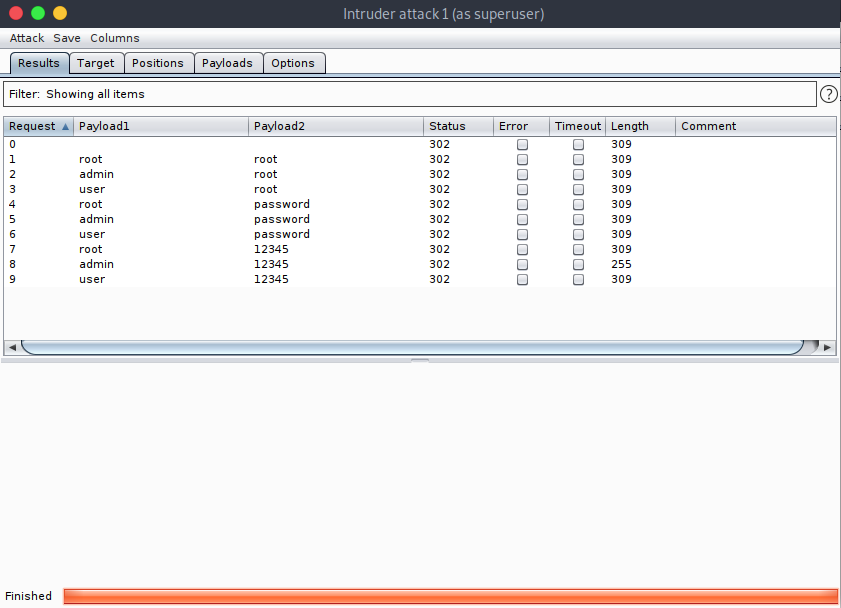 Intruder attack 1 (as superuser)
Attack Save Columns
Results Target Positions Payloads Options
Filter: Showing all items ?
Request Payload1 Payload2 Status Error Timeout Length Comment
0 302 309
1 root root 302 309
2 admin root 302 309
3 user root 302 309
4 root password 302 309
5 admin password 302 309
6 user password 302 309
7 root 12345 302 309
8 admin 12345 302 255
9 user 12345 302 309
Finished